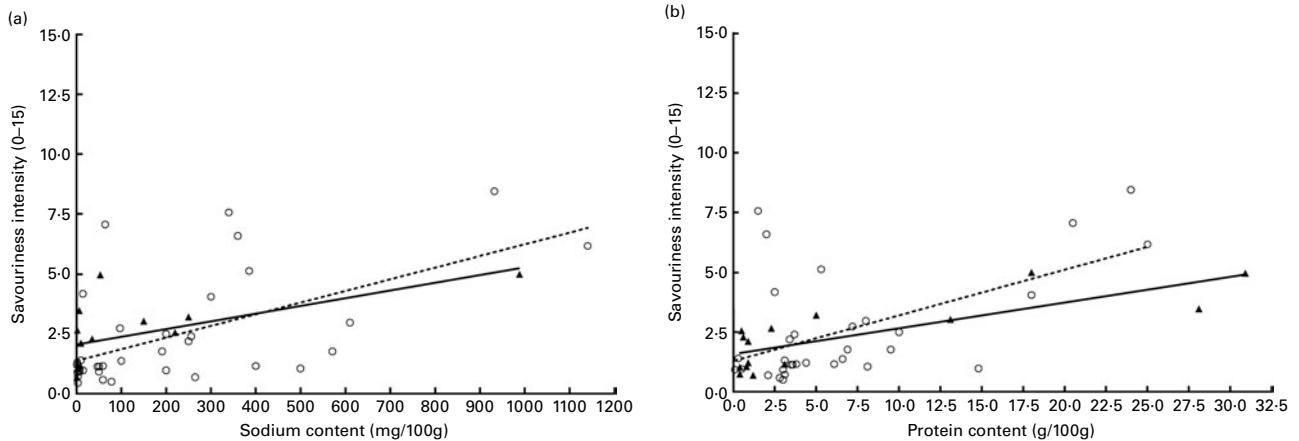 (a)
15·0
12·5
10·0
7·5
5·0
2·5
0·0
Savouriness intensity (0–15)
0 100 200 300 400 500 600 700 800 900 1000 1100 1200
Sodium content (mg/100g)
(b)
15·0
12·5
10·0
7·5
5·0
2·5
0·0
Savouriness intensity (0–15)
0·0 2·5 5·0 7·5 10·0 12·5 15·0 17·5 20·0 22·5 25·0 27·5 30·0 32·5
Protein content (g/100g)